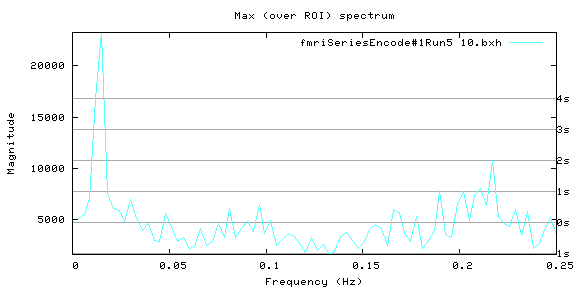 Max (over ROI) spectrum
fmriSeriesEncode#1Run5 10.bxh
Magnitude
20000
15000
10000
5000
4s
3s
2s
1s
0s
1s
0
0.05
0.1
0.15
0.2
0.25
Frequency (Hz)